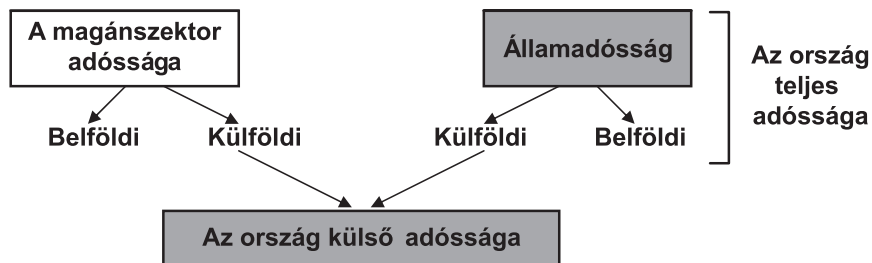 A magánszektor
adóssága
Államadósság
Az ország
teljes
adóssága
Belföldi
Külföldi
Külföldi
Belföldi
Az ország külső adóssága